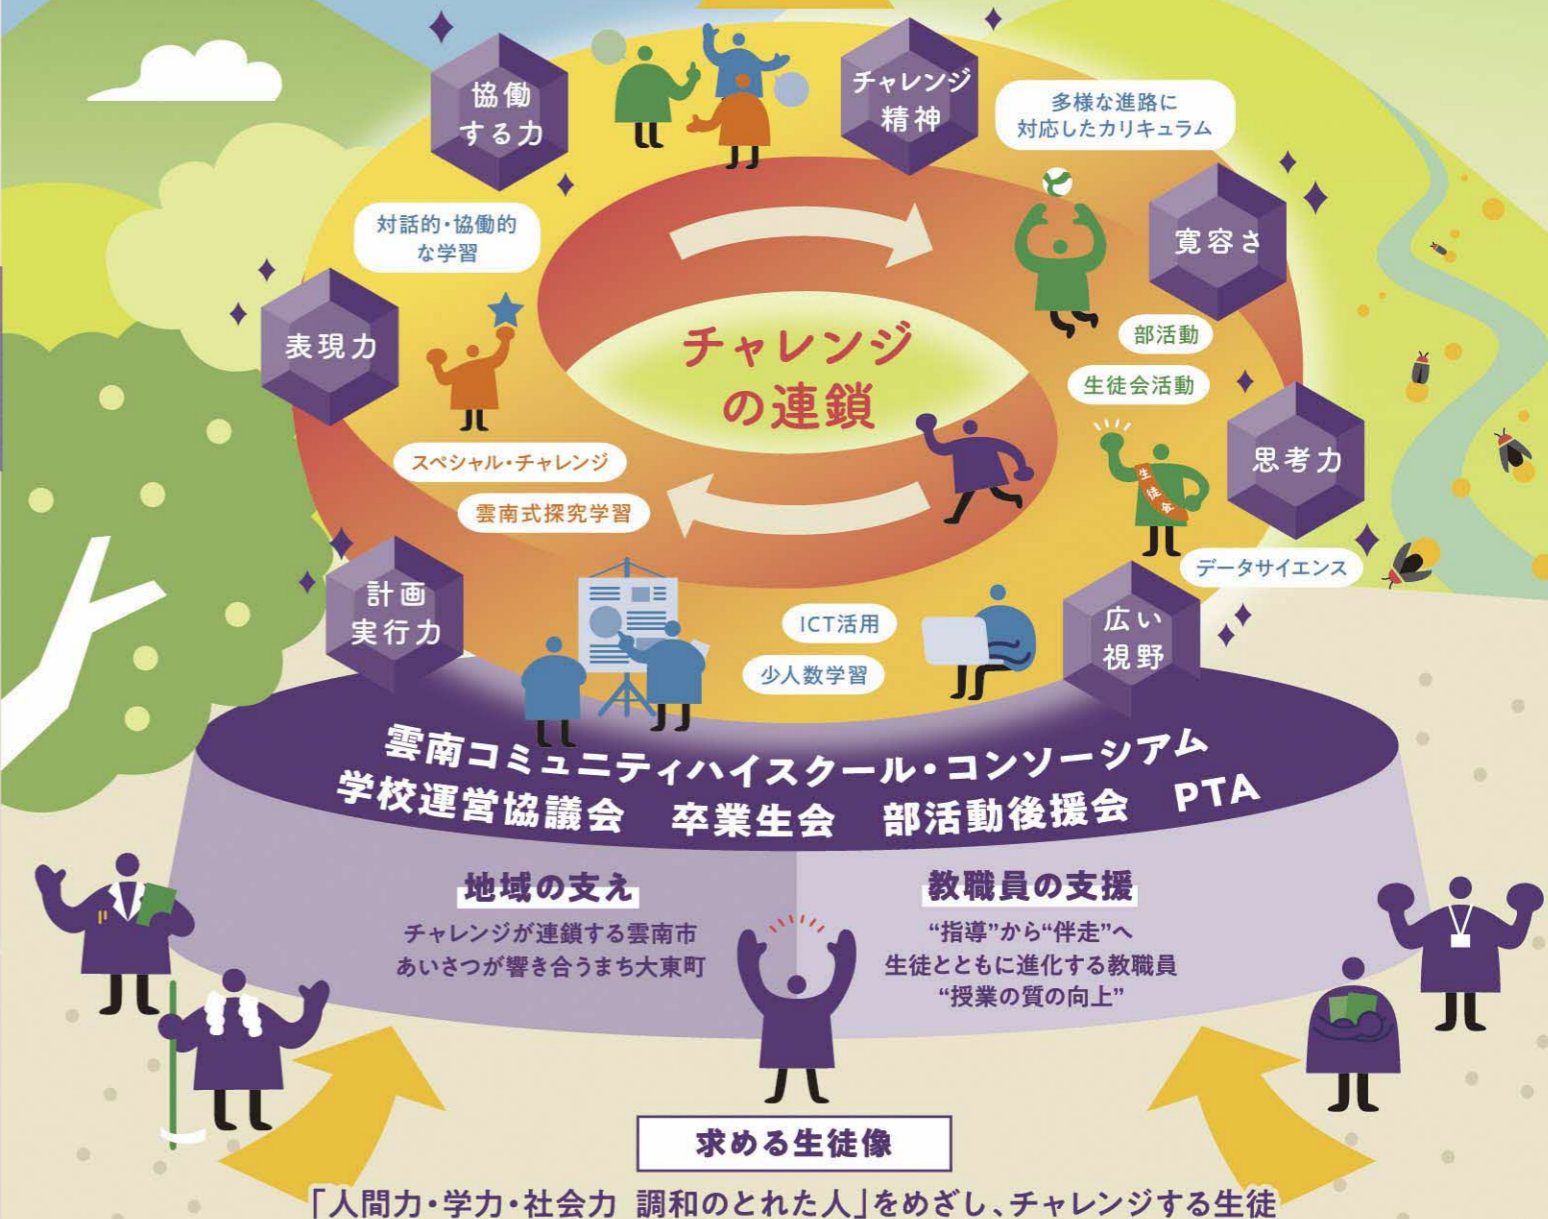 協働
する力
チャレンジ
精神
多様な進路に
対応したカリキュラム
寛容さ
対話的・協働的
な学習
表現力
部活動
生徒会活動
チャレンジ
の連鎖
思考力
生徒会
スペシャル・チャレンジ
雲南式探究学習
データサイエンス
計画
実行力
ICT活用
少人数学習
広い
視野
雲南コミュニティハイスクール・コンソーシアム
学校運営協議会 卒業生会 部活動後援会 PTA
地域の支え
チャレンジが連鎖する雲南市
あいさつが響き合うまち大東町
教職員の支援
“指導”から“伴走”へ
生徒とともに進化する教職員
“授業の質の向上”
求める生徒像
「人間力・学力・社会力 調和のとれた人」をめざし、チャレンジする生徒